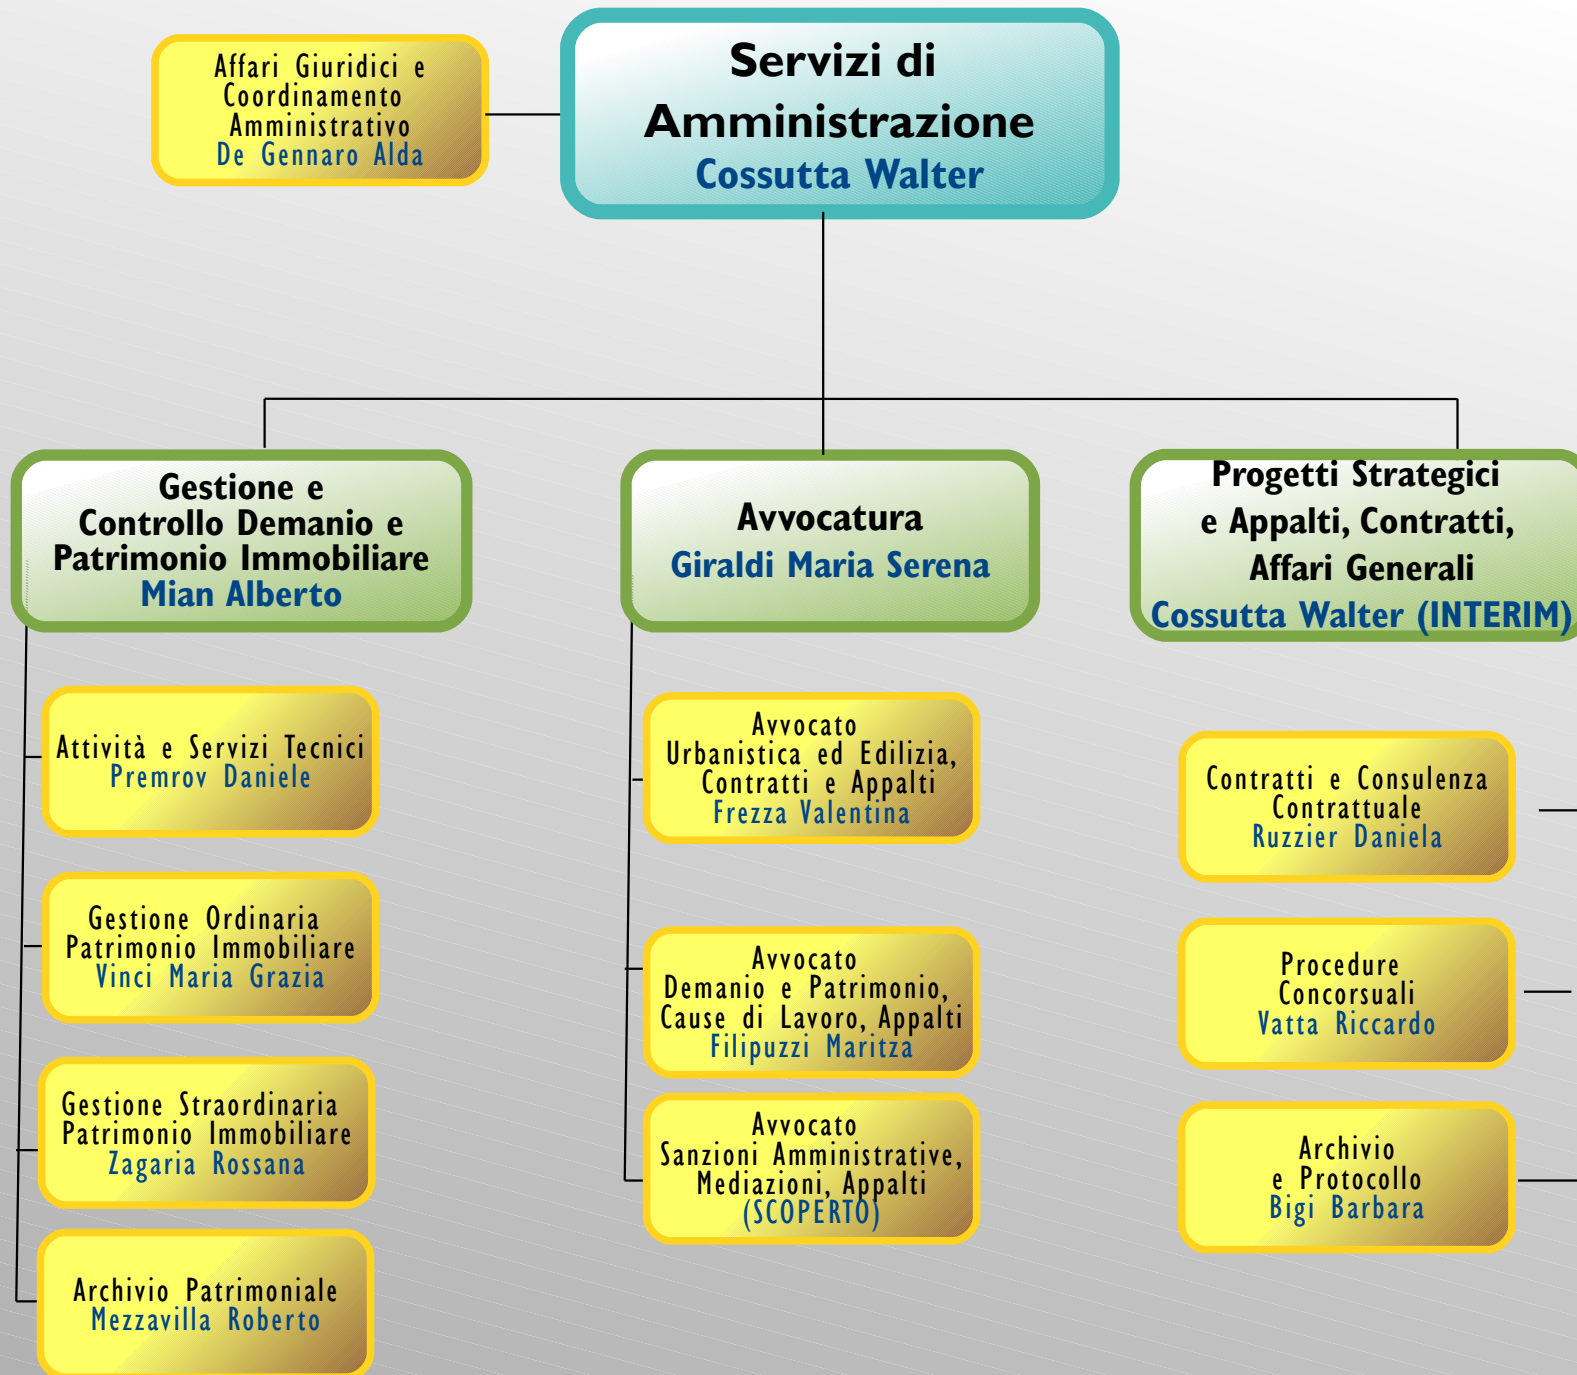 Affari Giuridici e
Coordinamento
Amministrativo
De Gennaro Alda
Servizi di
Amministrazione
Cossutta Walter
Gestione e
Controllo Demanio e
Patrimonio Immobiliare
Mian Alberto
Attività e Servizi Tecnici
Premrov Daniele
Gestione Ordinaria
Patrimonio Immobiliare
Vinci Maria Grazia
Gestione Straordinaria
Patrimonio Immobiliare
Zagaria Rossana
Archivio Patrimoniale
Mezzavilla Roberto
Avvocatura
Giraldi Maria Serena
Avvocato
Urbanistica ed Edilizia,
Contratti e Appalti
Frezza Valentina
Avvocato
Demanio e Patrimonio,
Cause di Lavoro, Appalti
Filipuzzi Maritza
Avvocato
Sanzioni Amministrative,
Mediazioni, Appalti
(SCOPERTO)
Progetti Strategici
e Appalti, Contratti,
Affari Generali
Cossutta Walter (INTERIM)
Contratti e Consulenza
Contrattuale
Ruzzier Daniela
Procedure
Concorsuali
Vatta Riccardo
Archivio
e Protocollo
Bigi Barbara